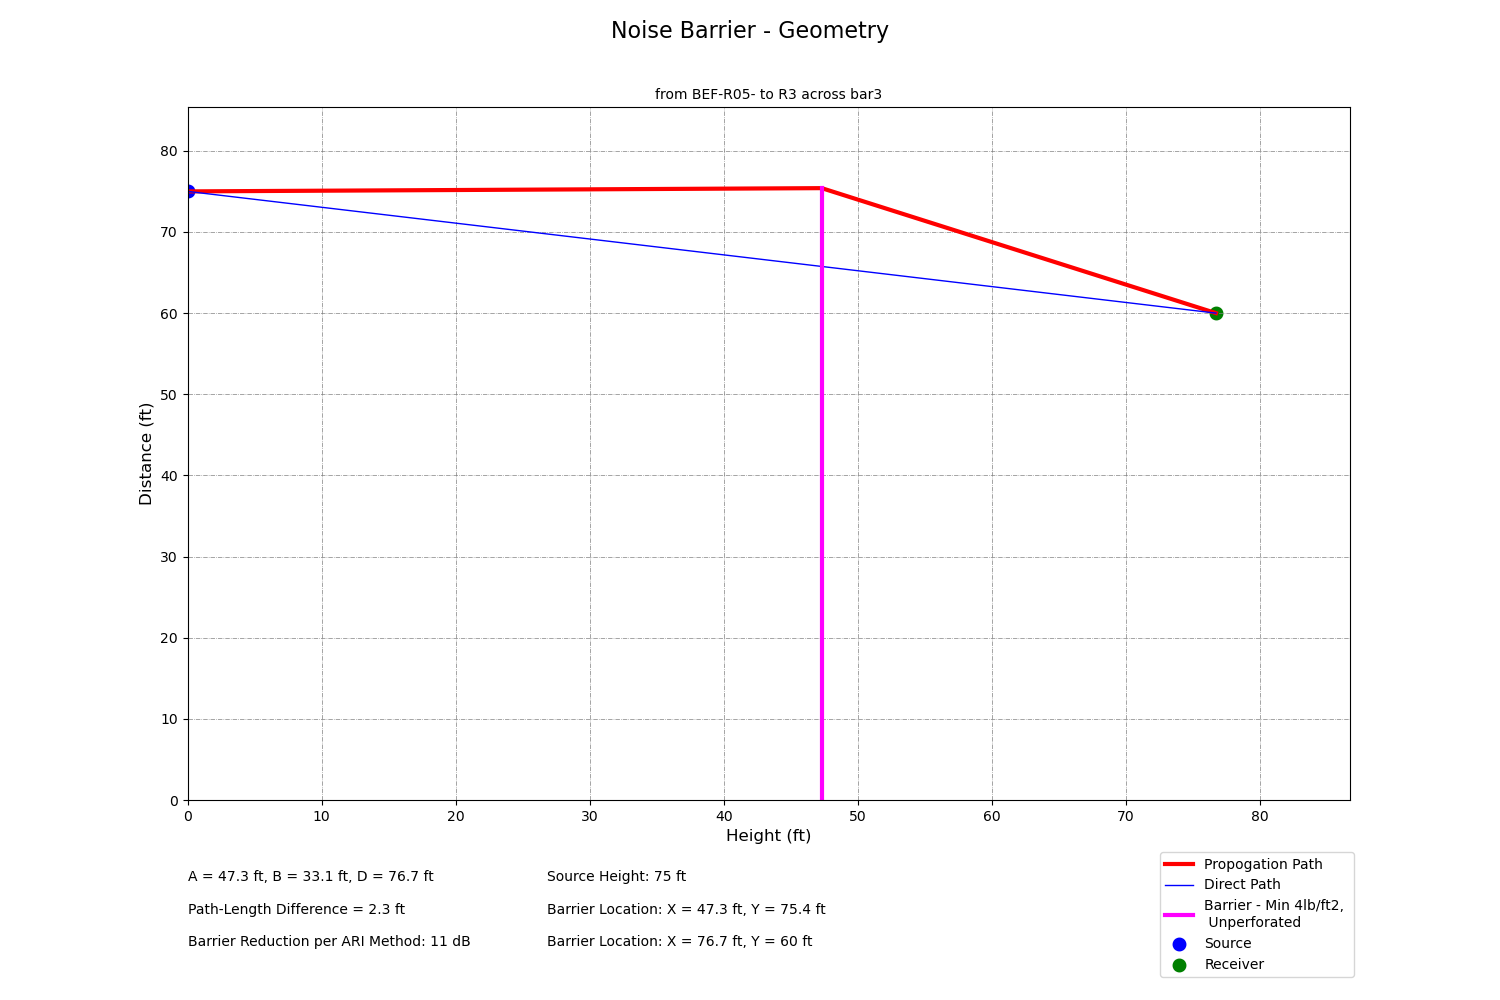 Noise Barrier - Geometry
from BEF-R05- to R3 across bar3
80
70
60
50
40
30
20
10
0
Distance (ft)
0 10 20 30 40 50 60 70 80
Height (ft)
A = 47.3 ft, B = 33.1 ft, D = 76.7 ft
Path-Length Difference = 2.3 ft
Barrier Reduction per ARI Method: 11 dB
Source Height: 75 ft
Barrier Location: X = 47.3 ft, Y = 75.4 ft
Barrier Location: X = 76.7 ft, Y = 60 ft
Propogation Path
Direct Path
Barrier - Min 4lb/ft2,
Unperforated
Source
Receiver